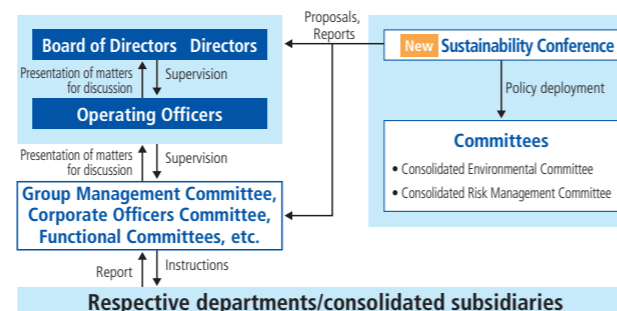 Proposals,
Reports
Board of Directors Directors
New Sustainability Conference
Presentation of matters
for discussion
Supervision
Policy deployment
Operating Officers
Committees
• Consolidated Environmental Committee
• Consolidated Risk Management Committee
Presentation of matters
for discussion
Supervision
Group Management Committee,
Corporate Officers Committee,
Functional Committees, etc.
Report
Instructions
Respective departments/consolidated subsidiaries